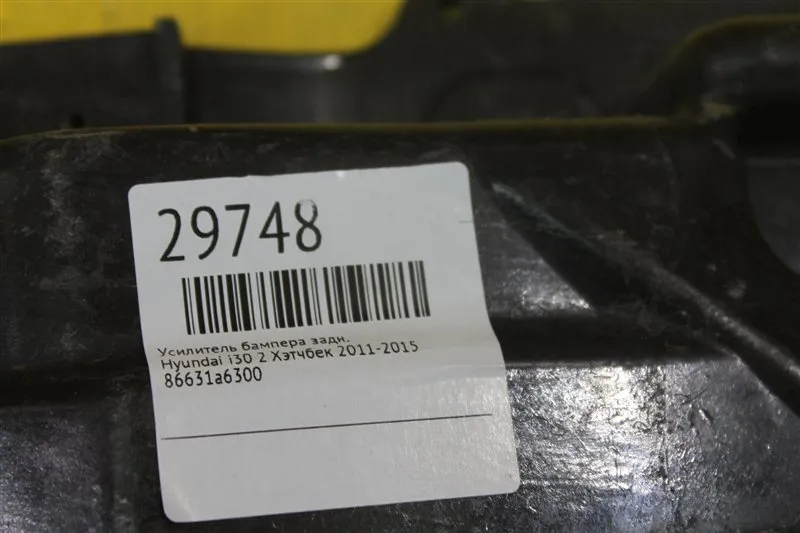 29748
Усилитель бампера задн.
Hyundai i30 2 Хэтчбек 2011-2015
86631a6300